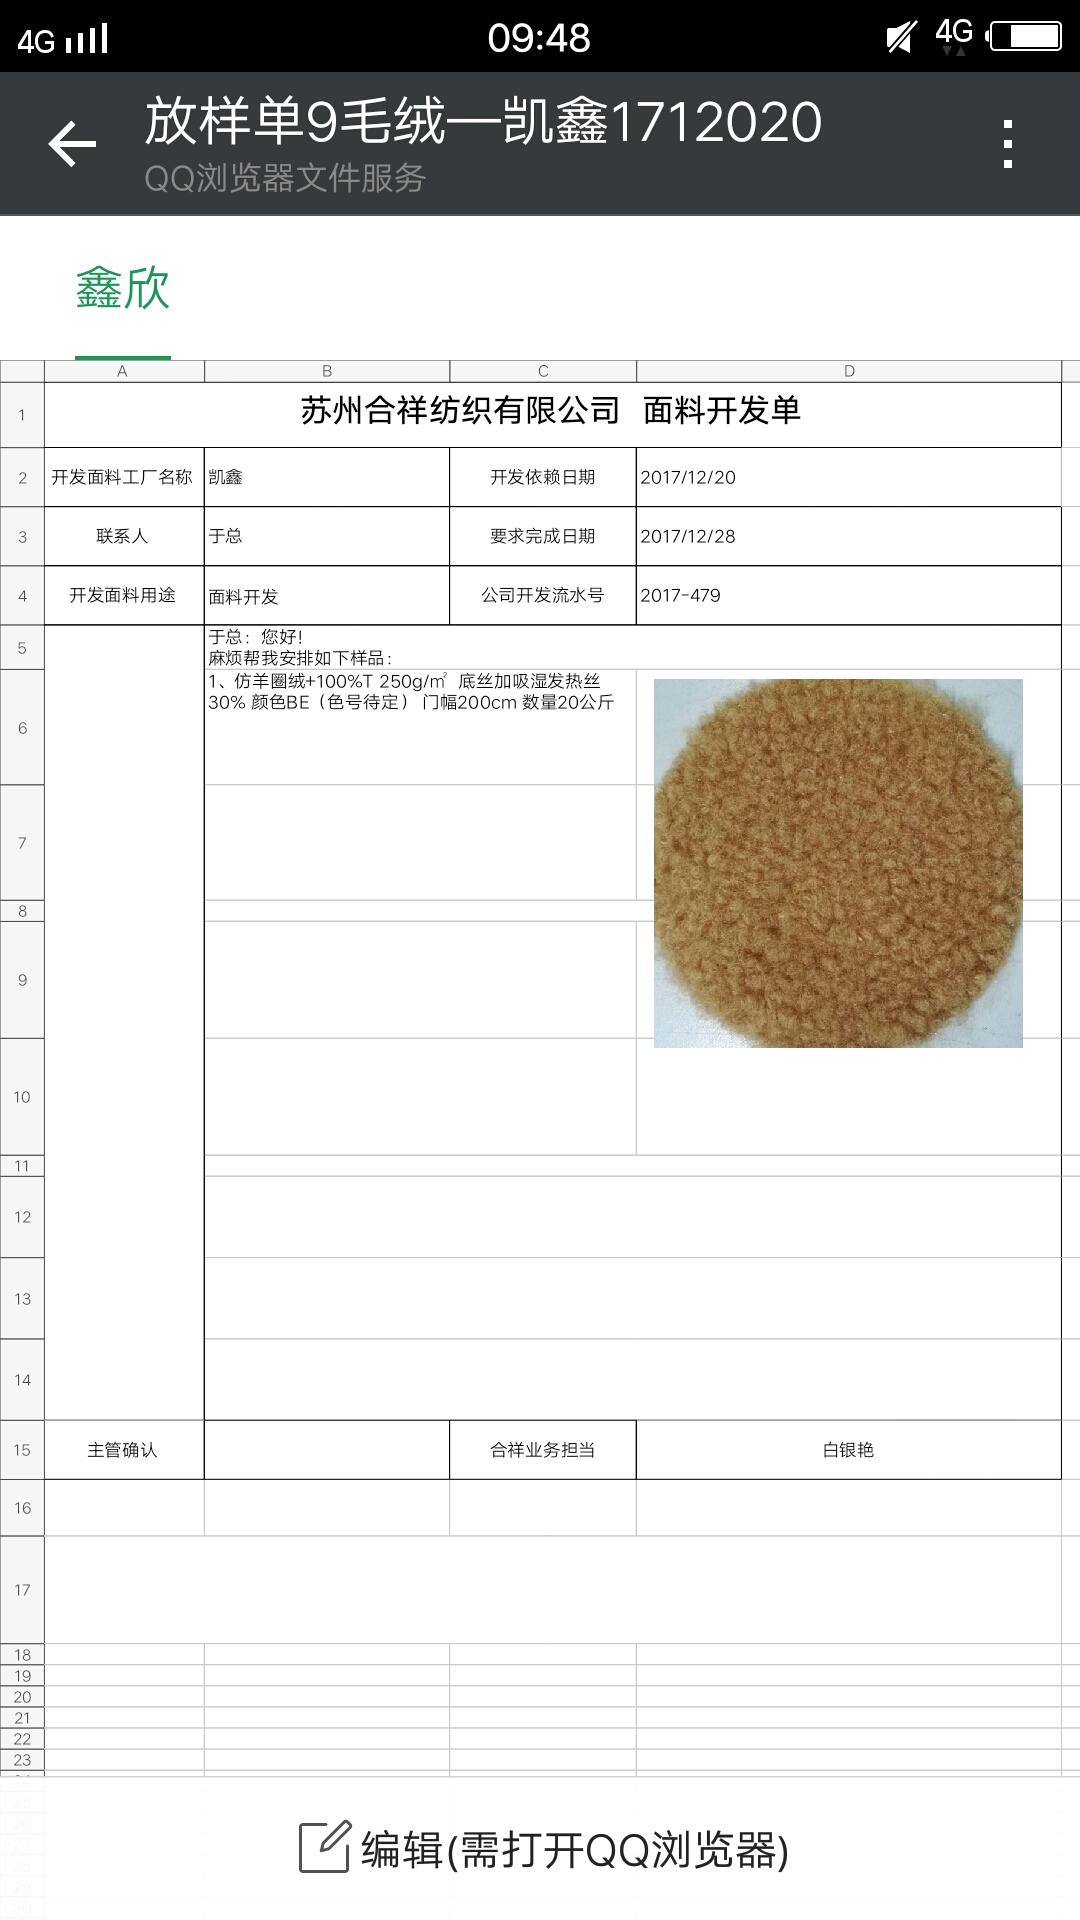 4G 09:48 4G
放样单9毛绒—凯鑫1712020
QQ浏览器文件服务
鑫欣
A B C D
1 苏州合祥纺织有限公司 面料开发单
2 开发面料工厂名称 凯鑫 开发依赖日期 2017/12/20
3 联系人 于总 要求完成日期 2017/12/28
4 开发面料用途 面料开发 公司开发流水号 2017-479
5 于总：您好！
麻烦帮我安排如下样品：
6 1、仿羊圈绒+100%T 250g/㎡ 底丝加吸湿发热丝
30% 颜色BE（色号待定） 门幅200cm 数量20公斤
7
8
9
10
11
12
13
14
15 主管确认 合祥业务担当 白银艳
16
17
18
19
20
21
22
23
24
25
26
27
28
29
30
编辑(需打开QQ浏览器)